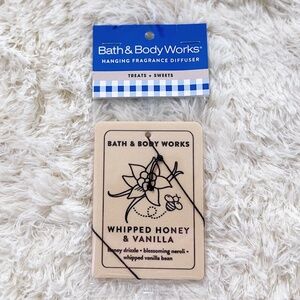 Bath & Body Works
HANGING FRAGRANCE DIFFUSER
TREATS + SWEETS
BATH & BODY WORKS
WHIPPED HONEY
& VANILLA
honey drizzle • blossoming neroli •
whipped vanilla bean